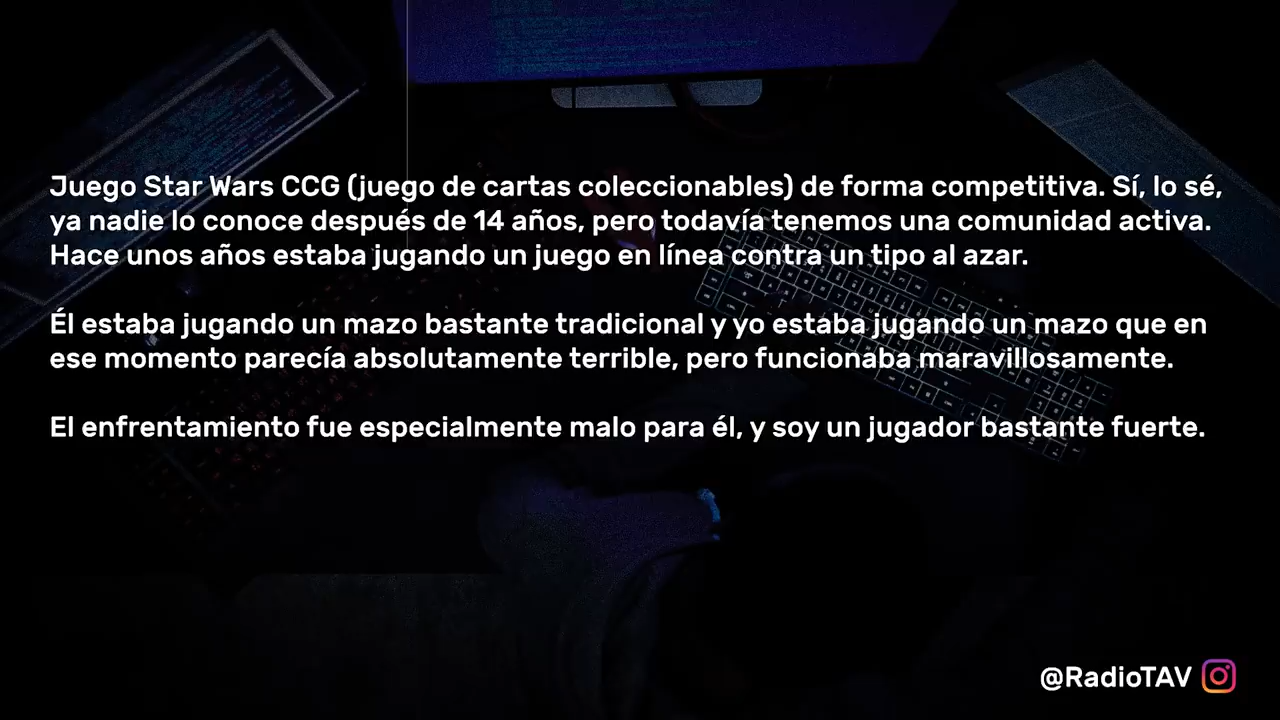 Juego Star Wars CCG (juego de cartas coleccionables) de forma competitiva. Sí, lo sé,
ya nadie lo conoce después de 14 años, pero todavía tenemos una comunidad activa.
Hace unos años estaba jugando un juego en línea contra un tipo al azar.
Él estaba jugando un mazo bastante tradicional y yo estaba jugando un mazo que en
ese momento parecía absolutamente terrible, pero funcionaba maravillosamente.
El enfrentamiento fue especialmente malo para él, y soy un jugador bastante fuerte.
@RadioTAV